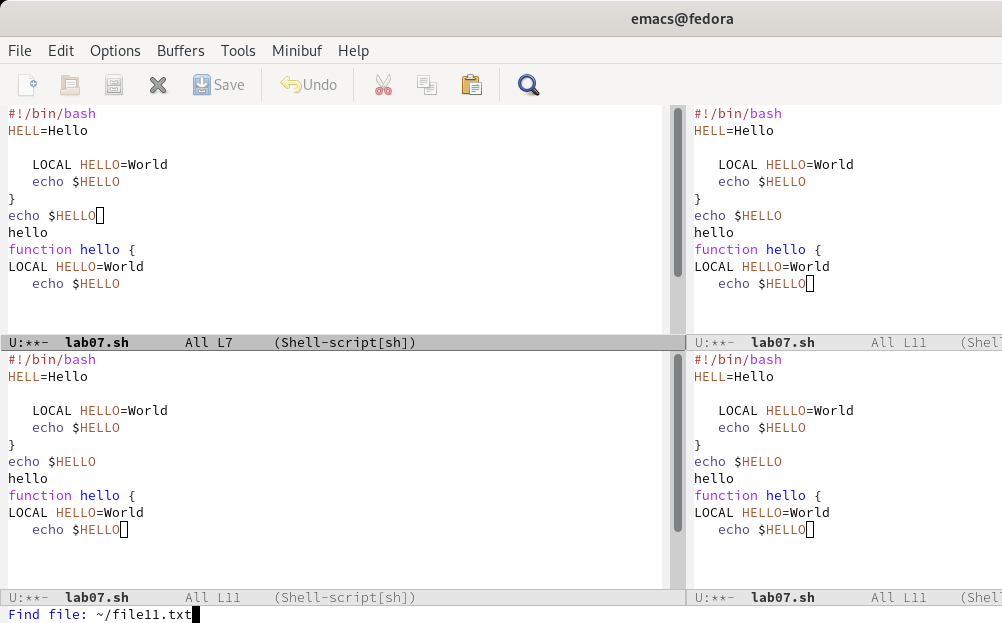 emacs@fedora
File Edit Options Buffers Tools Minibuf Help
Save Undo
#!/bin/bash
HELL=Hello
LOCAL HELLO=World
echo $HELLO
}
echo $HELLO
hello
function hello {
LOCAL HELLO=World
echo $HELLO
U:**- lab07.sh All L7 (Shell-script[sh])
#!/bin/bash
HELL=Hello
LOCAL HELLO=World
echo $HELLO
}
echo $HELLO
hello
function hello {
LOCAL HELLO=World
echo $HELLO
U:**- lab07.sh All L11 (Shell
#!/bin/bash
HELL=Hello
LOCAL HELLO=World
echo $HELLO
}
echo $HELLO
hello
function hello {
LOCAL HELLO=World
echo $HELLO
U:**- lab07.sh All L11 (Shell-script[sh])
#!/bin/bash
HELL=Hello
LOCAL HELLO=World
echo $HELLO
}
echo $HELLO
hello
function hello {
LOCAL HELLO=World
echo $HELLO
U:**- lab07.sh All L11 (Shell
Find file: ~/file11.txt